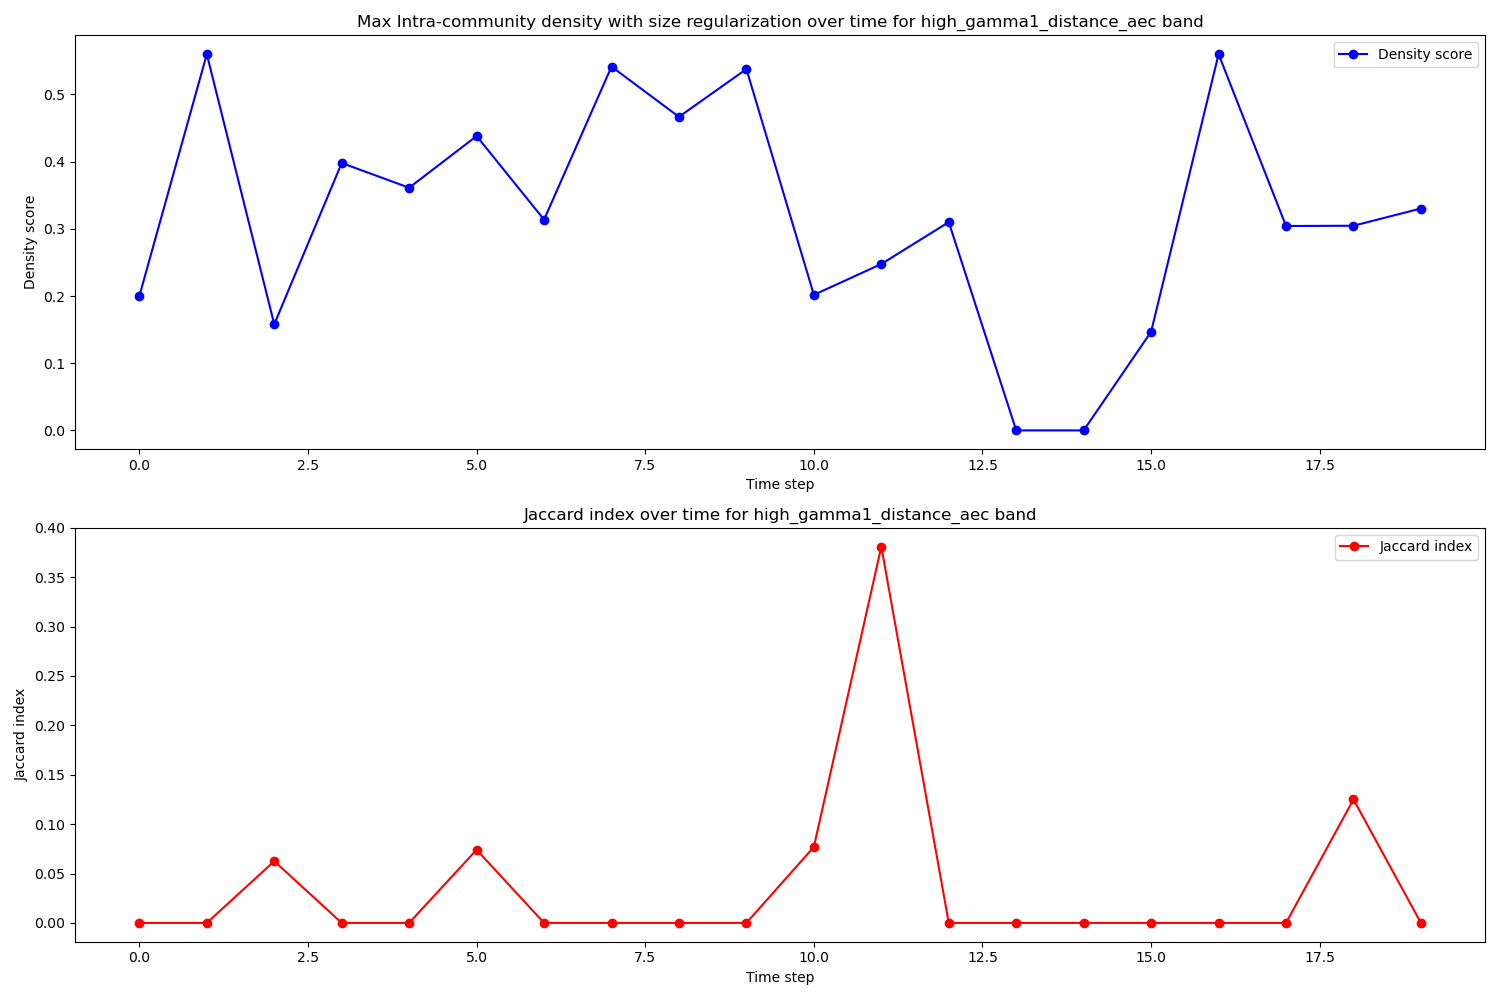 Max Intra-community density with size regularization over time for high_gamma1_distance_aec band
Density score
Density score
0.5
0.4
0.3
0.2
0.1
0.0
0.0 2.5 5.0 7.5 10.0 12.5 15.0 17.5
Time step
Jaccard index over time for high_gamma1_distance_aec band
Jaccard index
Jaccard index
0.40
0.35
0.30
0.25
0.20
0.15
0.10
0.05
0.00
0.0 2.5 5.0 7.5 10.0 12.5 15.0 17.5
Time step